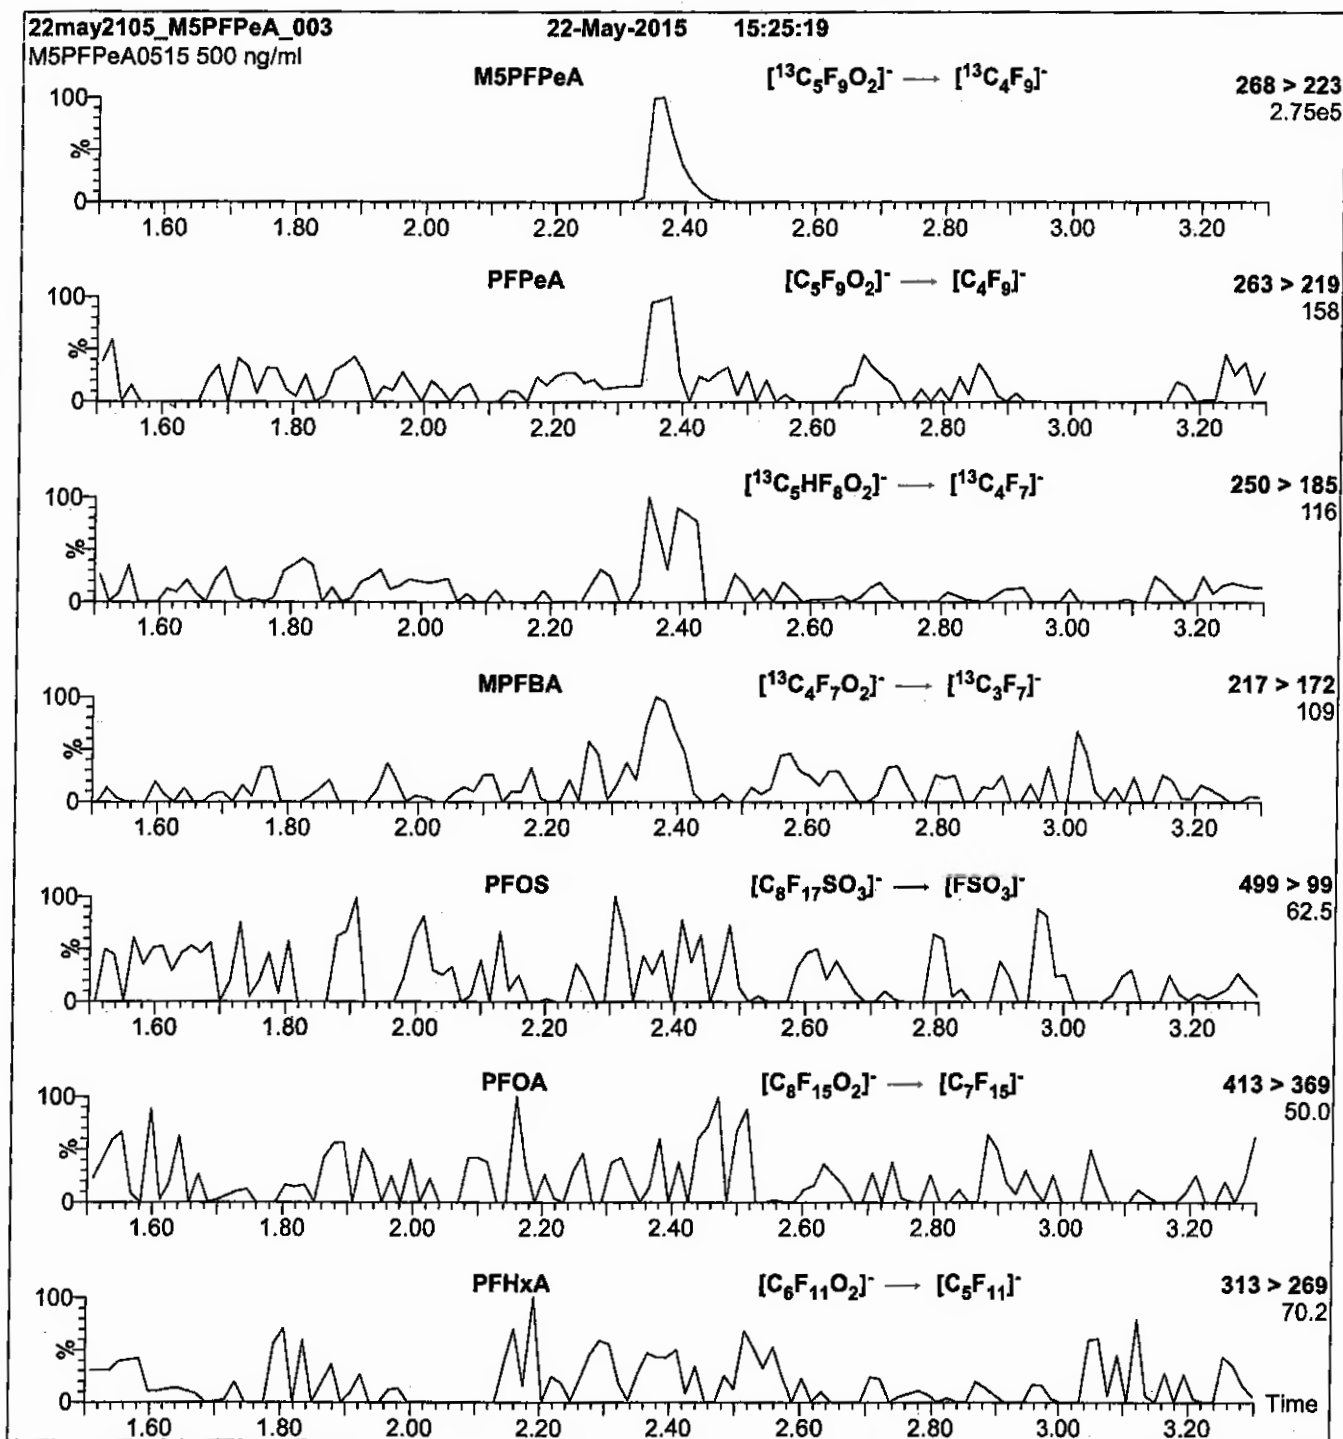 22may2105_M5PFPeA_003 22-May-2015 15:25:19
M5PFPeA0515 500 ng/ml
M5PFPeA [¹³C₅F₉O₂]⁻ → [¹³C₄F₉]⁻ 268 > 223
2.75e5
100
%
0
1.60 1.80 2.00 2.20 2.40 2.60 2.80 3.00 3.20
PFPeA [C₅F₉O₂]⁻ → [C₄F₉]⁻ 263 > 219
158
100
%
0
1.60 1.80 2.00 2.20 2.40 2.60 2.80 3.00 3.20
[¹³C₅HF₈O₂]⁻ → [¹³C₄F₇]⁻ 250 > 185
116
100
%
0
1.60 1.80 2.00 2.20 2.40 2.60 2.80 3.00 3.20
MPFBA [¹³C₄F₇O₂]⁻ → [¹³C₃F₇]⁻ 217 > 172
109
100
%
0
1.60 1.80 2.00 2.20 2.40 2.60 2.80 3.00 3.20
PFOS [C₈F₁₇SO₃]⁻ → [FSO₃]⁻ 499 > 99
62.5
100
%
0
1.60 1.80 2.00 2.20 2.40 2.60 2.80 3.00 3.20
PFOA [C₈F₁₅O₂]⁻ → [C₇F₁₅]⁻ 413 > 369
50.0
100
%
0
1.60 1.80 2.00 2.20 2.40 2.60 2.80 3.00 3.20
PFHxA [C₆F₁₁O₂]⁻ → [C₅F₁₁]⁻ 313 > 269
70.2
100
%
0
Time
1.60 1.80 2.00 2.20 2.40 2.60 2.80 3.00 3.20